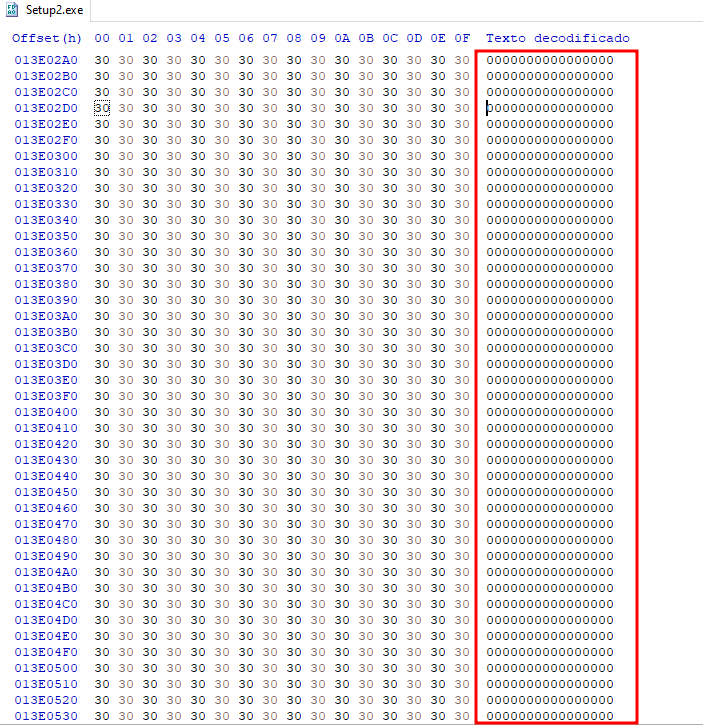 Setup2.exe
Offset(h) 00 01 02 03 04 05 06 07 08 09 0A 0B 0C 0D 0E 0F Texto decodificado
013E02A0 30 30 30 30 30 30 30 30 30 30 30 30 30 30 30 30 0000000000000000
013E02B0 30 30 30 30 30 30 30 30 30 30 30 30 30 30 30 30 0000000000000000
013E02C0 30 30 30 30 30 30 30 30 30 30 30 30 30 30 30 30 0000000000000000
013E02D0 30 30 30 30 30 30 30 30 30 30 30 30 30 30 30 30 0000000000000000
013E02E0 30 30 30 30 30 30 30 30 30 30 30 30 30 30 30 30 0000000000000000
013E02F0 30 30 30 30 30 30 30 30 30 30 30 30 30 30 30 30 0000000000000000
013E0300 30 30 30 30 30 30 30 30 30 30 30 30 30 30 30 30 0000000000000000
013E0310 30 30 30 30 30 30 30 30 30 30 30 30 30 30 30 30 0000000000000000
013E0320 30 30 30 30 30 30 30 30 30 30 30 30 30 30 30 30 0000000000000000
013E0330 30 30 30 30 30 30 30 30 30 30 30 30 30 30 30 30 0000000000000000
013E0340 30 30 30 30 30 30 30 30 30 30 30 30 30 30 30 30 0000000000000000
013E0350 30 30 30 30 30 30 30 30 30 30 30 30 30 30 30 30 0000000000000000
013E0360 30 30 30 30 30 30 30 30 30 30 30 30 30 30 30 30 0000000000000000
013E0370 30 30 30 30 30 30 30 30 30 30 30 30 30 30 30 30 0000000000000000
013E0380 30 30 30 30 30 30 30 30 30 30 30 30 30 30 30 30 0000000000000000
013E0390 30 30 30 30 30 30 30 30 30 30 30 30 30 30 30 30 0000000000000000
013E03A0 30 30 30 30 30 30 30 30 30 30 30 30 30 30 30 30 0000000000000000
013E03B0 30 30 30 30 30 30 30 30 30 30 30 30 30 30 30 30 0000000000000000
013E03C0 30 30 30 30 30 30 30 30 30 30 30 30 30 30 30 30 0000000000000000
013E03D0 30 30 30 30 30 30 30 30 30 30 30 30 30 30 30 30 0000000000000000
013E03E0 30 30 30 30 30 30 30 30 30 30 30 30 30 30 30 30 0000000000000000
013E03F0 30 30 30 30 30 30 30 30 30 30 30 30 30 30 30 30 0000000000000000
013E0400 30 30 30 30 30 30 30 30 30 30 30 30 30 30 30 30 0000000000000000
013E0410 30 30 30 30 30 30 30 30 30 30 30 30 30 30 30 30 0000000000000000
013E0420 30 30 30 30 30 30 30 30 30 30 30 30 30 30 30 30 0000000000000000
013E0430 30 30 30 30 30 30 30 30 30 30 30 30 30 30 30 30 0000000000000000
013E0440 30 30 30 30 30 30 30 30 30 30 30 30 30 30 30 30 0000000000000000
013E0450 30 30 30 30 30 30 30 30 30 30 30 30 30 30 30 30 0000000000000000
013E0460 30 30 30 30 30 30 30 30 30 30 30 30 30 30 30 30 0000000000000000
013E0470 30 30 30 30 30 30 30 30 30 30 30 30 30 30 30 30 0000000000000000
013E0480 30 30 30 30 30 30 30 30 30 30 30 30 30 30 30 30 0000000000000000
013E0490 30 30 30 30 30 30 30 30 30 30 30 30 30 30 30 30 0000000000000000
013E04A0 30 30 30 30 30 30 30 30 30 30 30 30 30 30 30 30 0000000000000000
013E04B0 30 30 30 30 30 30 30 30 30 30 30 30 30 30 30 30 0000000000000000
013E04C0 30 30 30 30 30 30 30 30 30 30 30 30 30 30 30 30 0000000000000000
013E04D0 30 30 30 30 30 30 30 30 30 30 30 30 30 30 30 30 0000000000000000
013E04E0 30 30 30 30 30 30 30 30 30 30 30 30 30 30 30 30 0000000000000000
013E04F0 30 30 30 30 30 30 30 30 30 30 30 30 30 30 30 30 0000000000000000
013E0500 30 30 30 30 30 30 30 30 30 30 30 30 30 30 30 30 0000000000000000
013E0510 30 30 30 30 30 30 30 30 30 30 30 30 30 30 30 30 0000000000000000
013E0520 30 30 30 30 30 30 30 30 30 30 30 30 30 30 30 30 0000000000000000
013E0530 30 30 30 30 30 30 30 30 30 30 30 30 30 30 30 30 0000000000000000